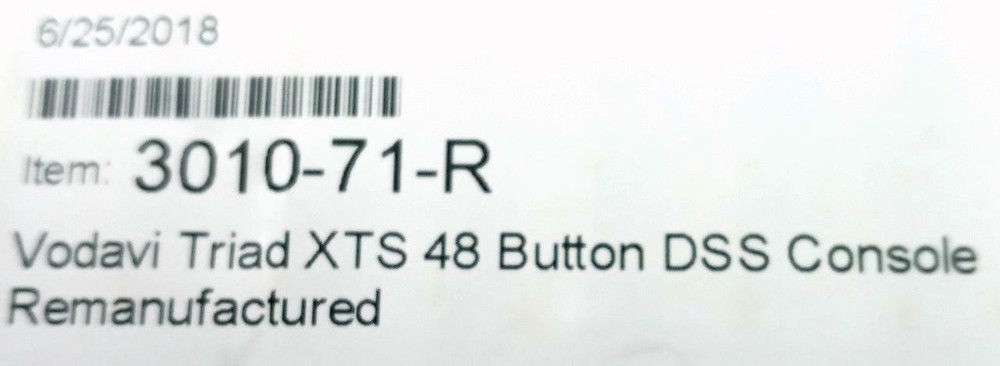 6/25/2018
Item: 3010-71-R
Vodavi Triad XTS 48 Button DSS Console
Remanufactured